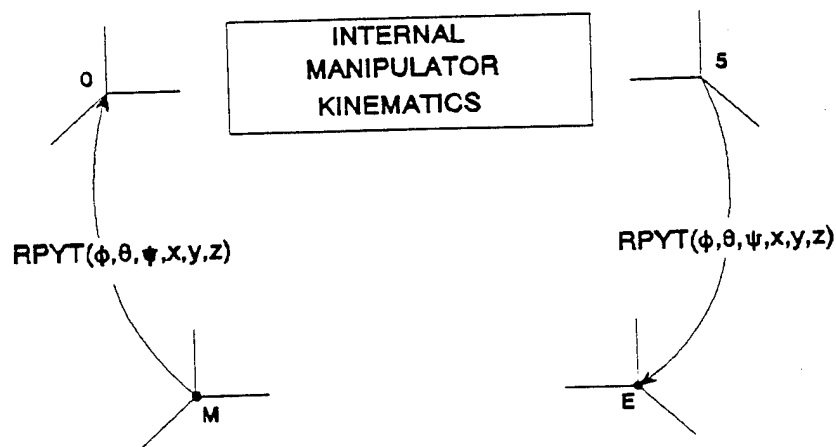 INTERNAL
MANIPULATOR
KINEMATICS
0
5
RPYT(ϕ,θ,ψ,x,y,z)
RPYT(ϕ,θ,ψ,x,y,z)
M
E